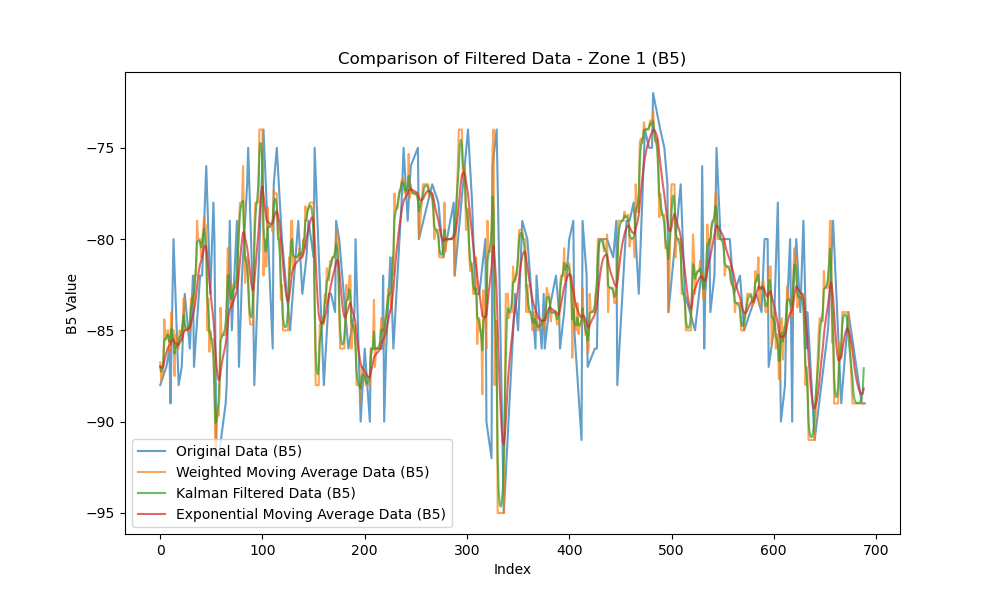 Comparison of Filtered Data - Zone 1 (B5)
B5 Value
−75
−80
−85
−90
−95
Original Data (B5)
Weighted Moving Average Data (B5)
Kalman Filtered Data (B5)
Exponential Moving Average Data (B5)
0 100 200 300 400 500 600 700
Index